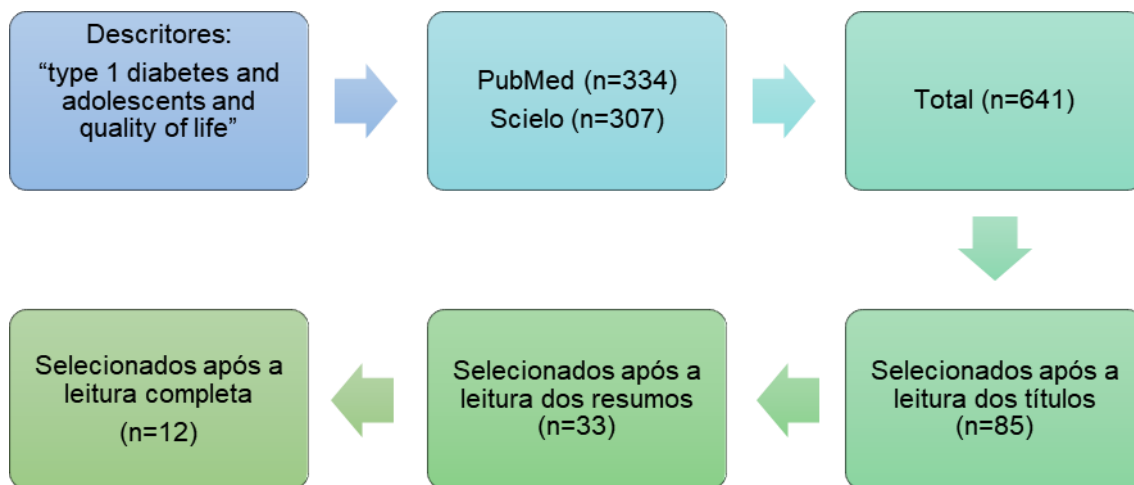 Descritores:
“type 1 diabetes and
adolescents and
quality of life”
PubMed (n=334)
Scielo (n=307)
Total (n=641)
Selecionados após a
leitura dos títulos
(n=85)
Selecionados após a
leitura dos resumos
(n=33)
Selecionados após a
leitura completa
(n=12)